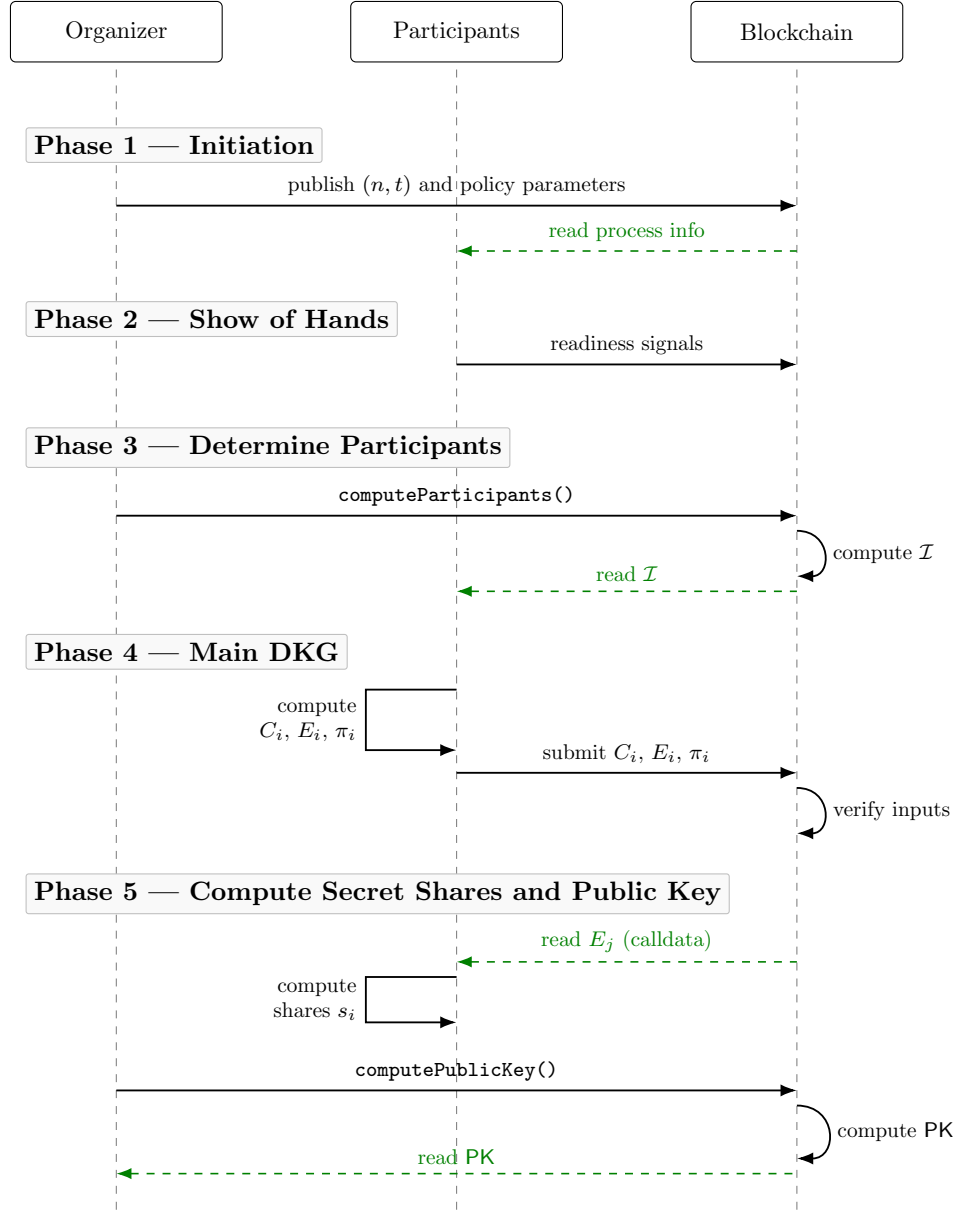 Organizer
Participants
Blockchain
Phase 1 — Initiation
publish (n, t) and policy parameters
read process info
Phase 2 — Show of Hands
readiness signals
Phase 3 — Determine Participants
computeParticipants()
compute ℐ
read ℐ
Phase 4 — Main DKG
compute
C_i, E_i, π_i
submit C_i, E_i, π_i
verify inputs
Phase 5 — Compute Secret Shares and Public Key
read E_j (calldata)
compute
shares s_i
computePublicKey()
compute PK
read PK